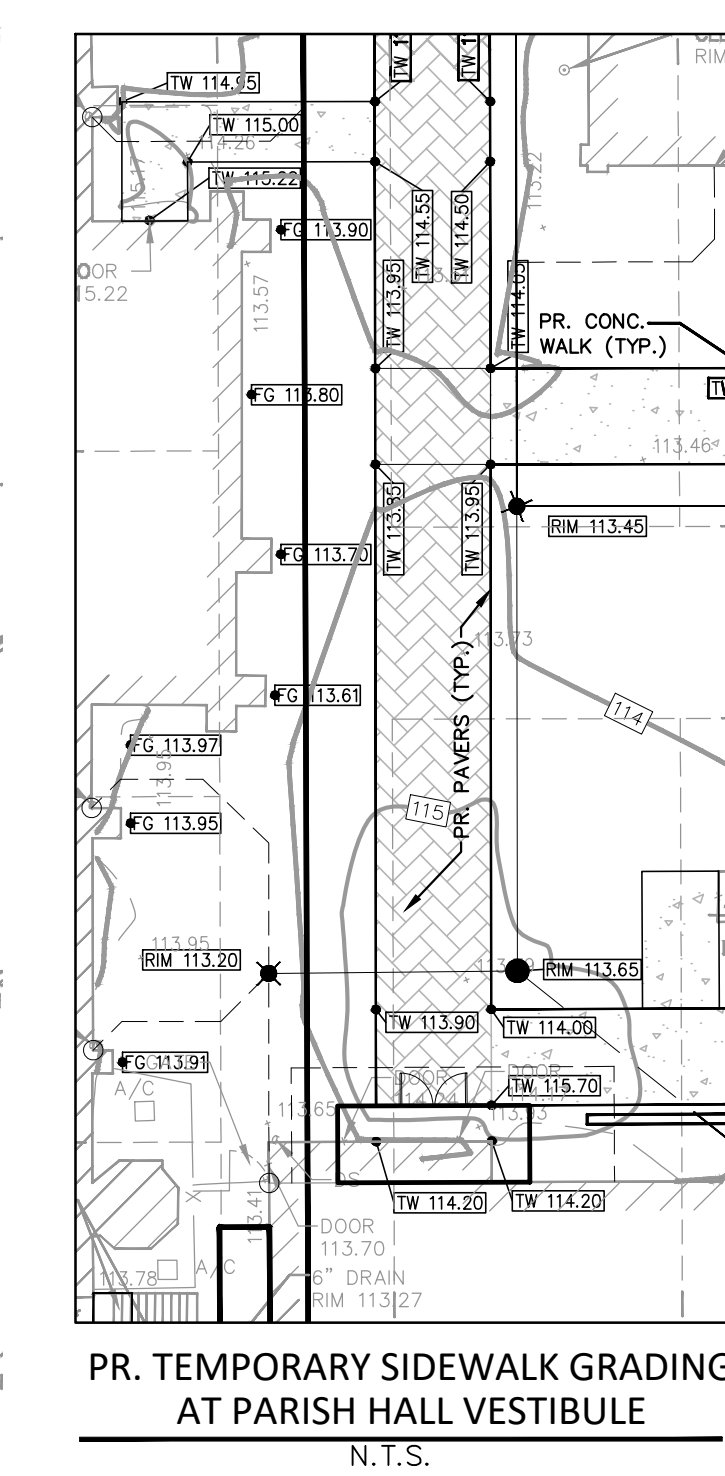 RIM
TW 114.95
TW 115.00
114.26
115.17
TW 115.22
FG 113.90
TW 114.55
TW 114.50
113.22
DOOR
15.22
113.57
TW 113.95
PR. CONC.
WALK (TYP.)
FG 113.80
113.46
TW 113.85
TW 113.95
RIM 113.45
FG 113.70
113.73
FG 113.61
114
FG 113.97
113.95
PR. PAVERS (TYP.)
115
FG 113.95
113.95
RIM 113.20
RIM 113.65
TW 113.90
TW 114.00
FG 113.91
A/C
DOOR
DOOR
TW 115.70
113.65
TW 114.20
TW 114.20
113.41
DOOR
113.70
113.78
A/C
6" DRAIN
RIM 113.27
PR. TEMPORARY SIDEWALK GRADING
AT PARISH HALL VESTIBULE
N.T.S.